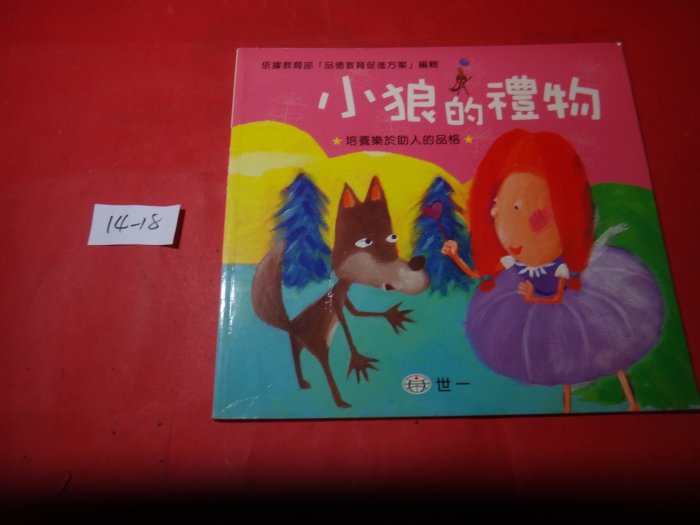 依據教育部「品德教育促進方案」編輯
小狼的禮物
★培養樂於助人的品格★
14-18
世一